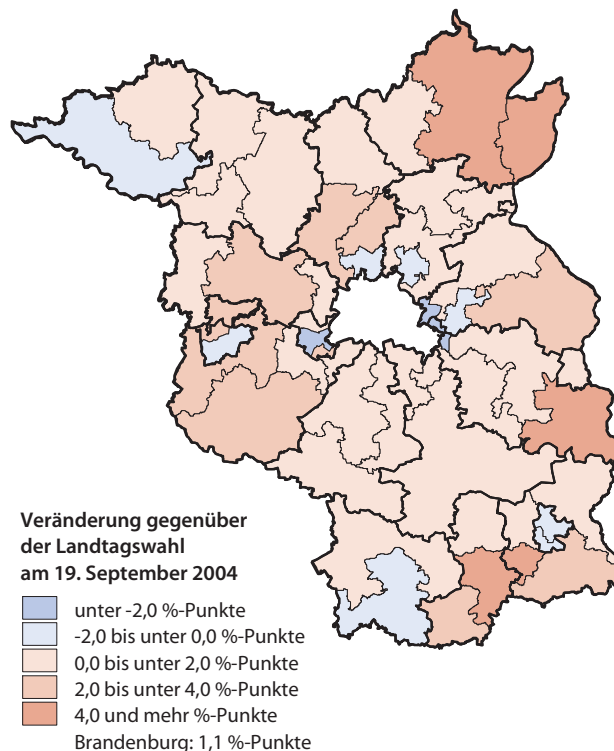 Veränderung gegenüber
der Landtagswahl
am 19. September 2004
unter -2,0 %-Punkte
-2,0 bis unter 0,0 %-Punkte
0,0 bis unter 2,0 %-Punkte
2,0 bis unter 4,0 %-Punkte
4,0 und mehr %-Punkte
Brandenburg: 1,1 %-Punkte